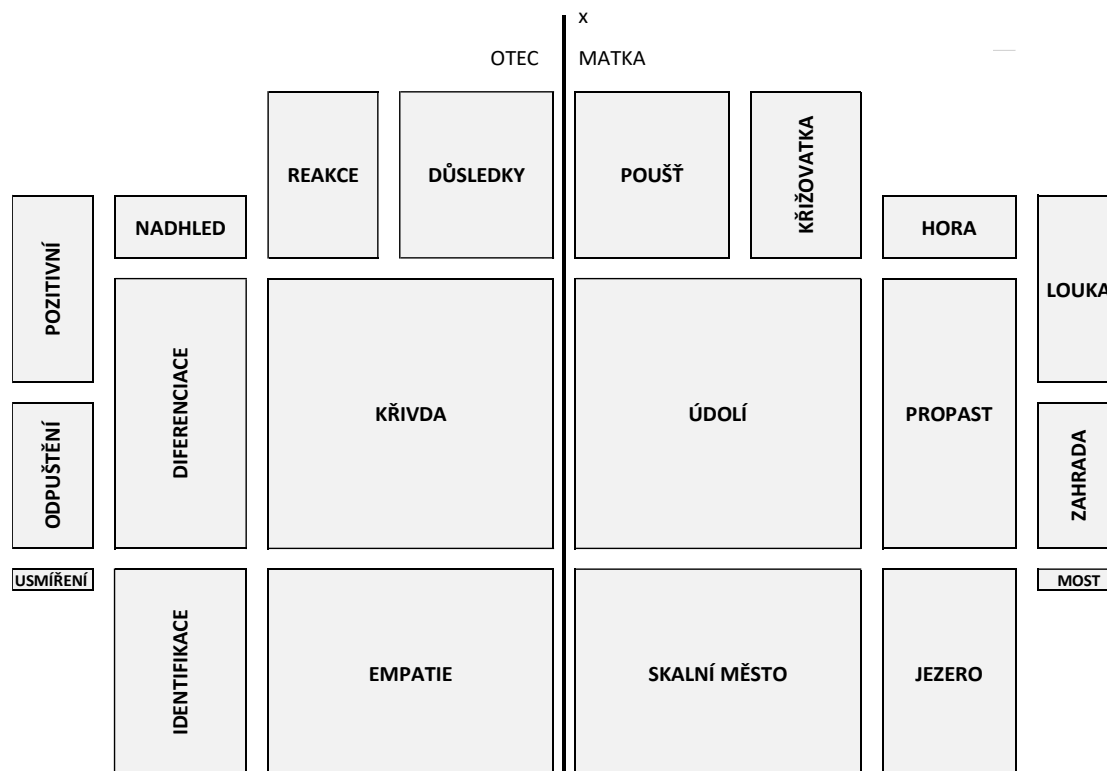 x
OTEC MATKA
REAKCE DŮSLEDKY POUŠŤ KŘIŽOVATKA
NADHLED HORA
POZITIVNÍ LOUKA
DIFERENCIACE KŘIVDA ÚDOLÍ PROPAST
ODPUŠTĚNÍ ZAHRADA
USMÍŘENÍ MOST
IDENTIFIKACE EMPATIE SKALNÍ MĚSTO JEZERO